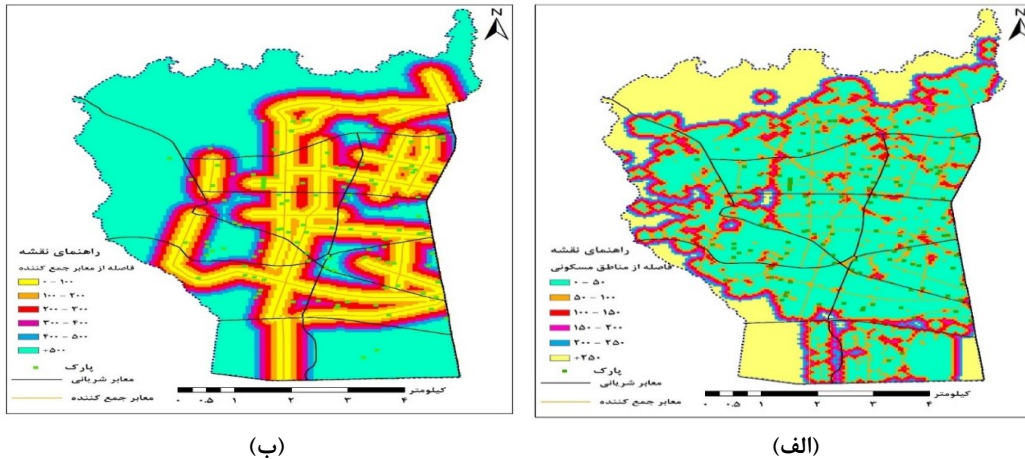 N
راهنمای نقشه
فاصله از مناطق مسکونی
۰ - ۵۰
۵۰ - ۱۰۰
۱۰۰ - ۱۵۰
۱۵۰ - ۲۰۰
۲۰۰ - ۲۵۰
+۲۵۰
پارک
معابر شریانی
معابر جمع کننده
کیلومتر
۰ ۰.۵ ۱ ۲ ۳ ۴
(الف)
N
راهنمای نقشه
فاصله از معابر جمع کننده
۰ - ۱۰۰
۱۰۰ - ۲۰۰
۲۰۰ - ۳۰۰
۳۰۰ - ۴۰۰
۴۰۰ - ۵۰۰
+۵۰۰
پارک
معابر شریانی
معابر جمع کننده
کیلومتر
۰ ۰.۵ ۱ ۲ ۳ ۴
(ب)